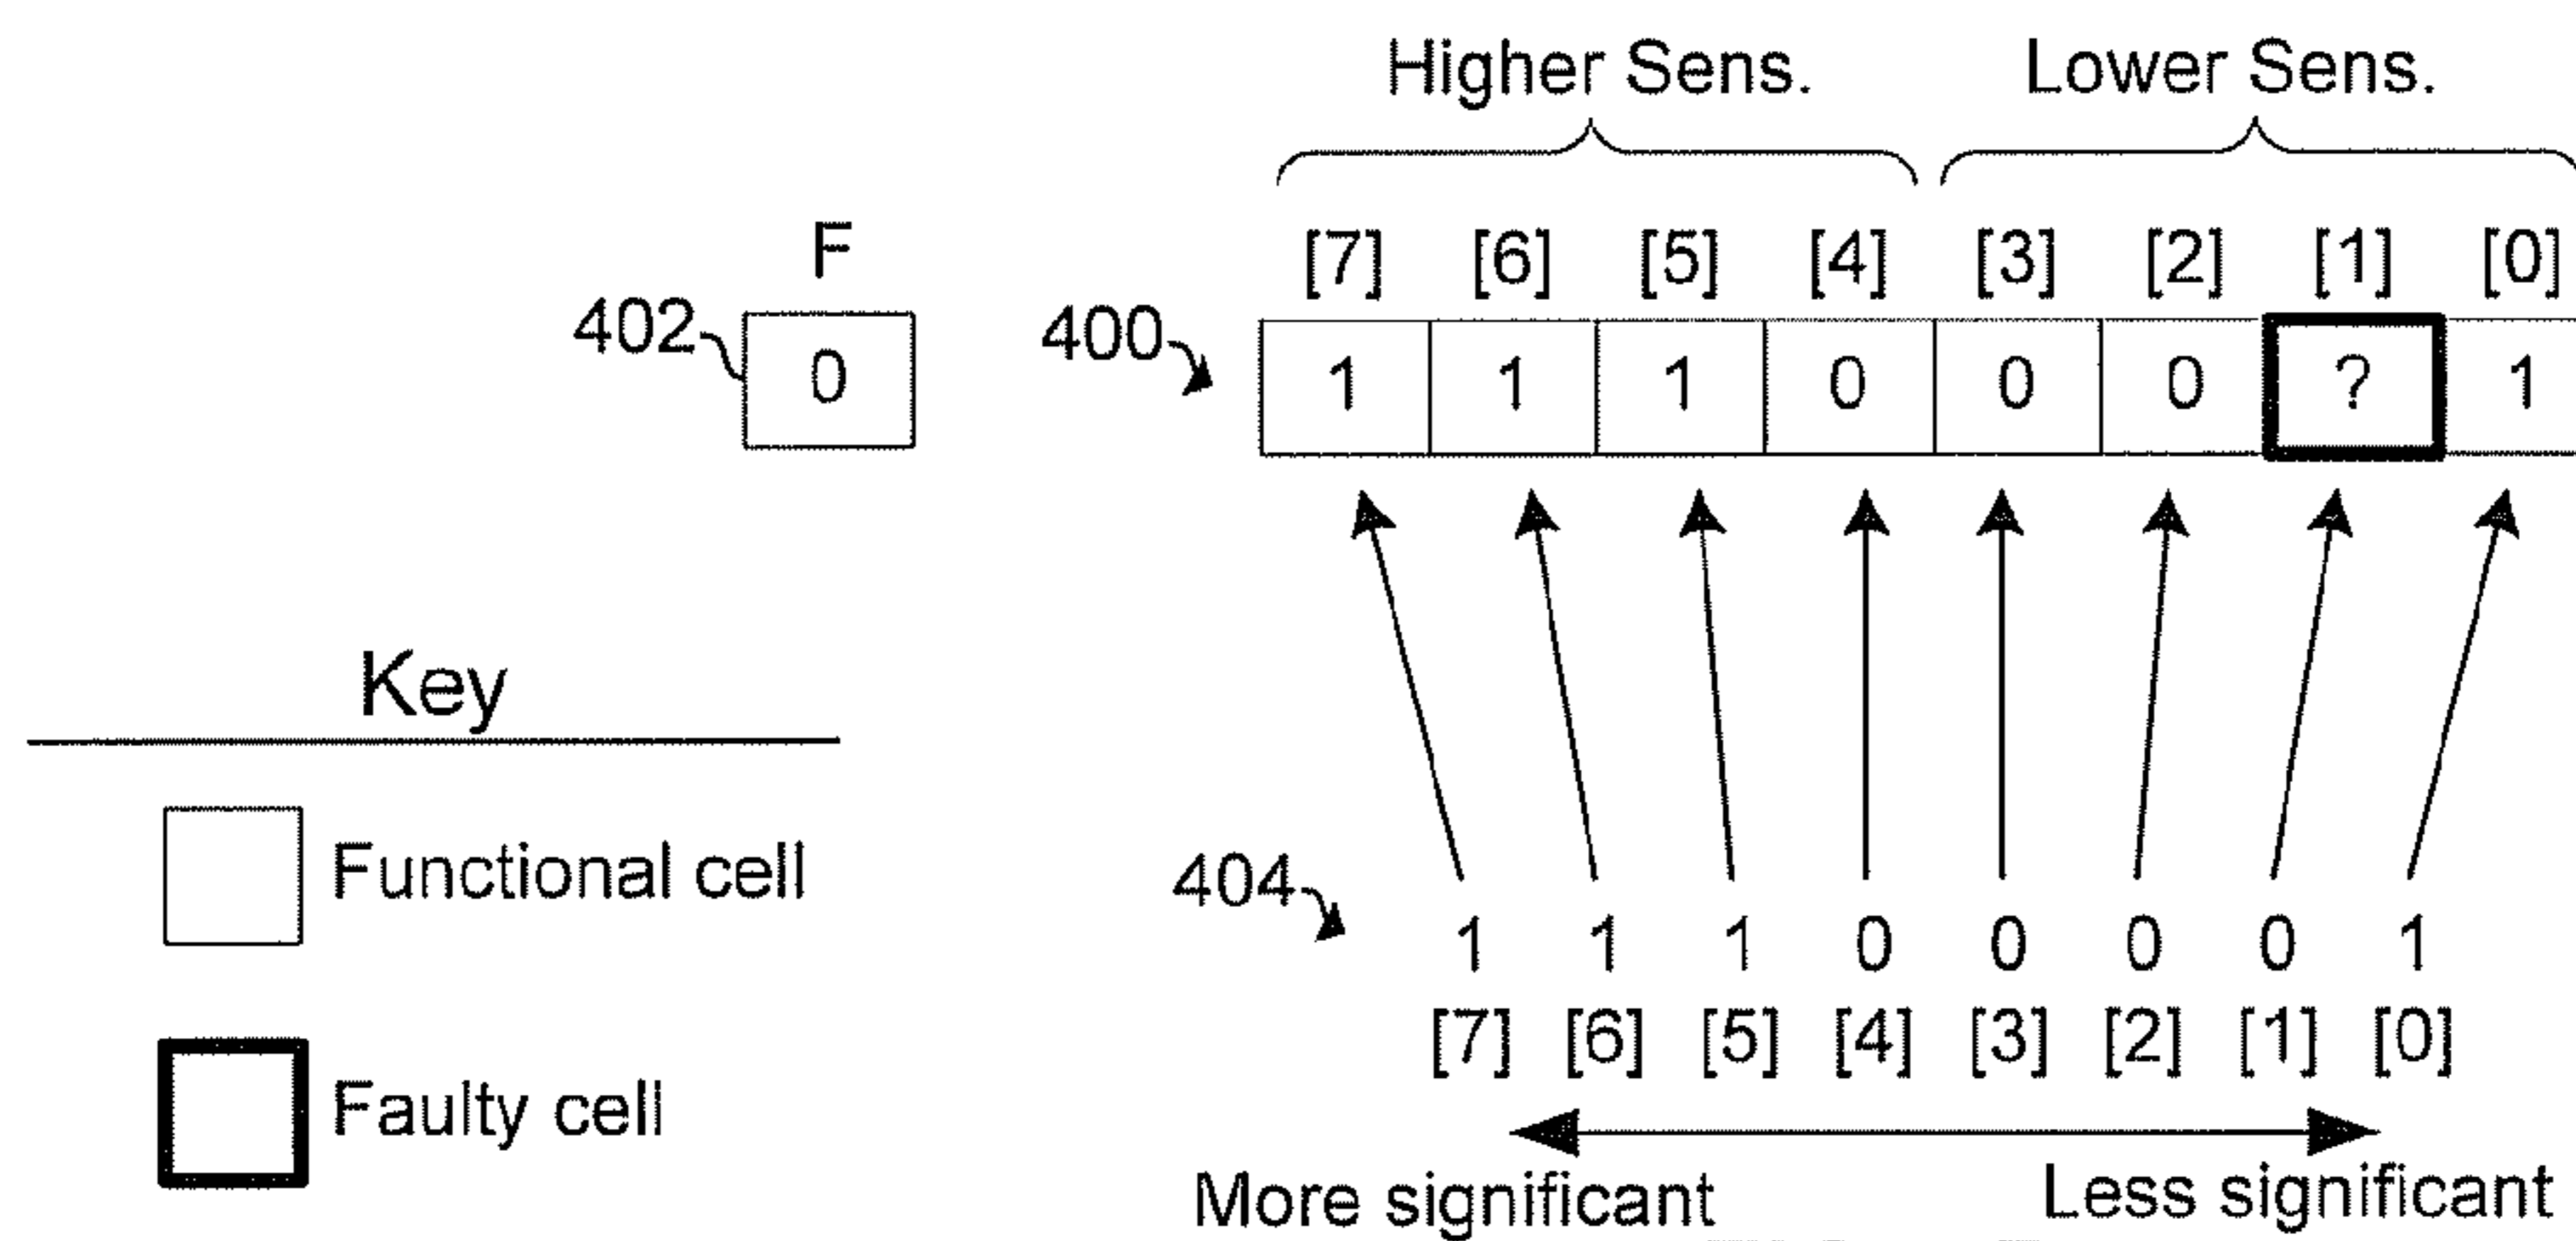 Higher Sens. Lower Sens.
F [7] [6] [5] [4] [3] [2] [1] [0]
402 0 400 1 1 1 0 0 0 ? 1
Key
Functional cell
404 1 1 1 0 0 0 0 1
[7] [6] [5] [4] [3] [2] [1] [0]
Faulty cell
More significant Less significant